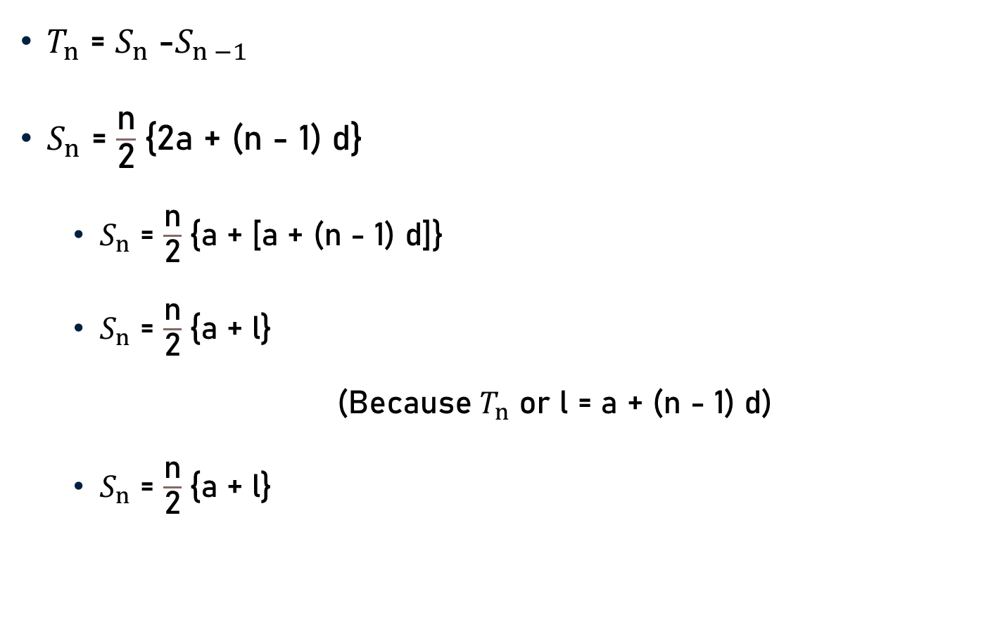 • Tₙ = Sₙ –Sₙ ₋₁
• Sₙ = n/2 {2a + (n - 1) d}
• Sₙ = n/2 {a + [a + (n - 1) d]}
• Sₙ = n/2 {a + l}
(Because Tₙ or l = a + (n - 1) d)
• Sₙ = n/2 {a + l}